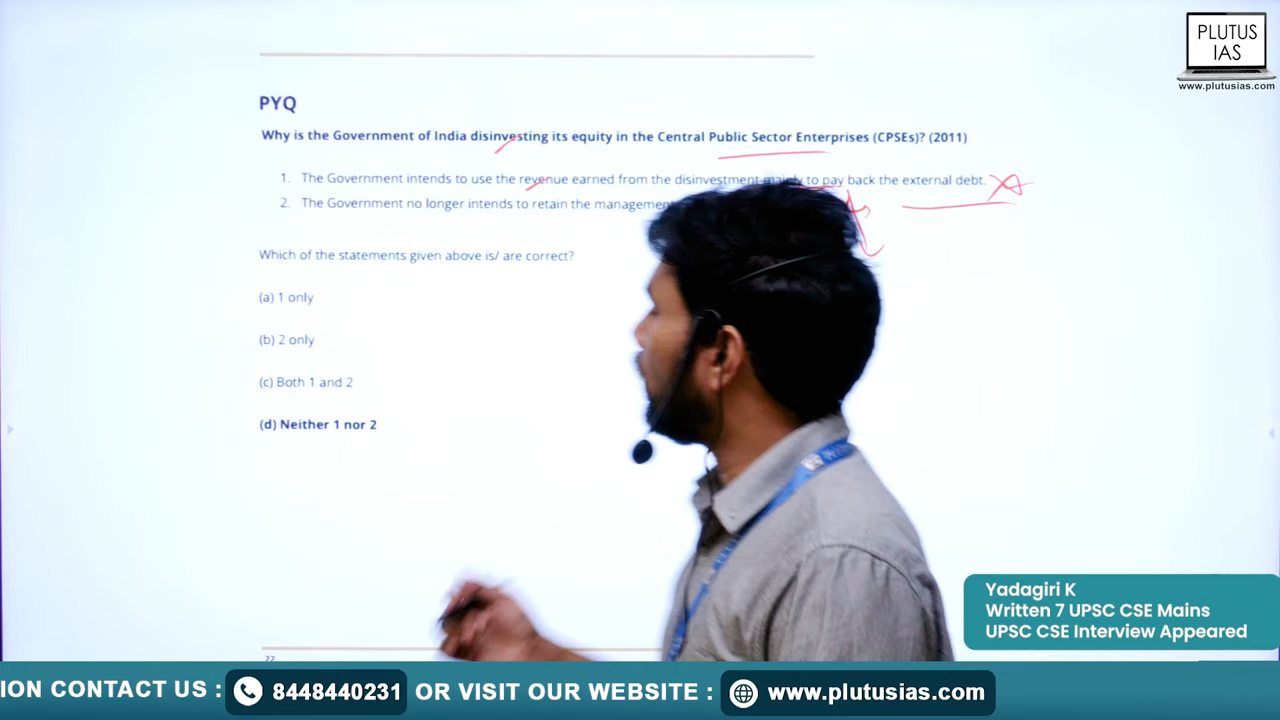 PLUTUS
IAS
www.plutusias.com
PYQ
Why is the Government of India disinvesting its equity in the Central Public Sector Enterprises (CPSEs)? (2011)
1. The Government intends to use the revenue earned from the disinvestment mainly to pay back the external debt.
2. The Government no longer intends to retain the
Which of the statements given above is/ are correct?
(a) 1 only
(b) 2 only
(c) Both 1 and 2
(d) Neither 1 nor 2
Yadagiri K
Written 7 UPSC CSE Mains
UPSC CSE Interview Appeared
ION CONTACT US : 8448440231 OR VISIT OUR WEBSITE : www.plutusias.com